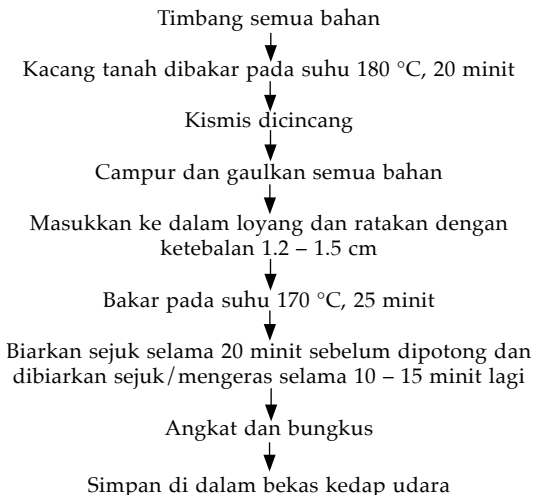 Timbang semua bahan
Kacang tanah dibakar pada suhu 180 °C, 20 minit
Kismis dicincang
Campur dan gaulkan semua bahan
Masukkan ke dalam loyang dan ratakan dengan
ketebalan 1.2 – 1.5 cm
Bakar pada suhu 170 °C, 25 minit
Biarkan sejuk selama 20 minit sebelum dipotong dan
dibiarkan sejuk/mengeras selama 10 – 15 minit lagi
Angkat dan bungkus
Simpan di dalam bekas kedap udara